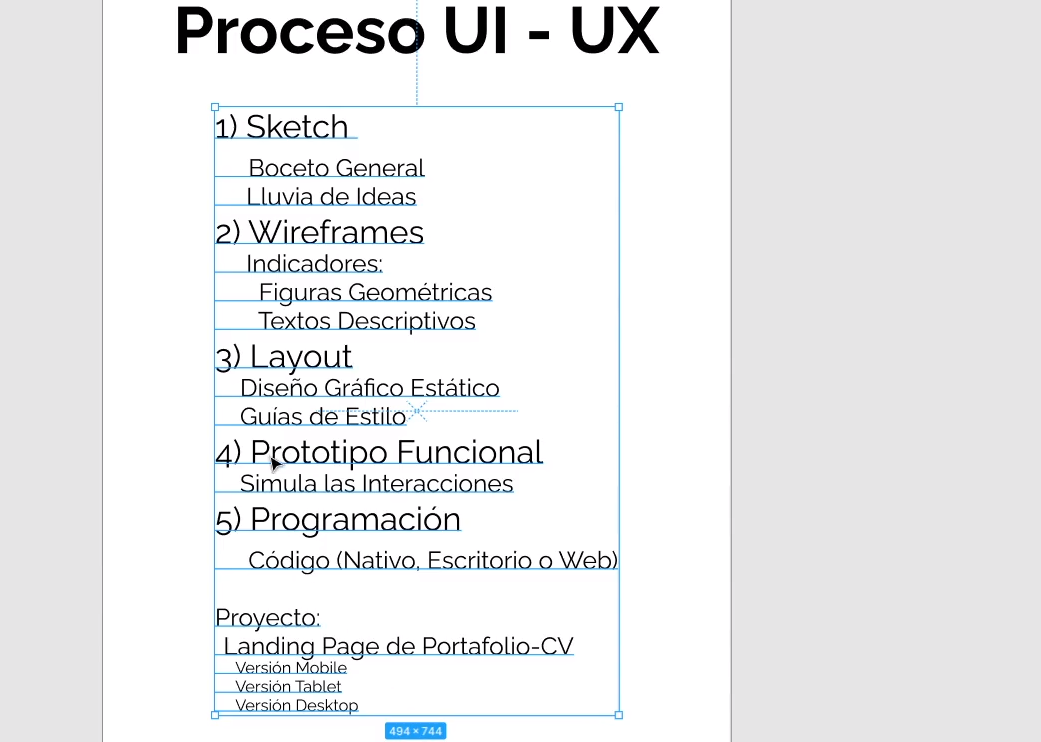 Proceso UI - UX
1) Sketch
Boceto General
Lluvia de Ideas
2) Wireframes
Indicadores:
Figuras Geométricas
Textos Descriptivos
3) Layout
Diseño Gráfico Estático
Guías de Estilo
4) Prototipo Funcional
Simula las Interacciones
5) Programación
Código (Nativo, Escritorio o Web)
Proyecto:
Landing Page de Portafolio-CV
Versión Mobile
Versión Tablet
Versión Desktop
494 × 744